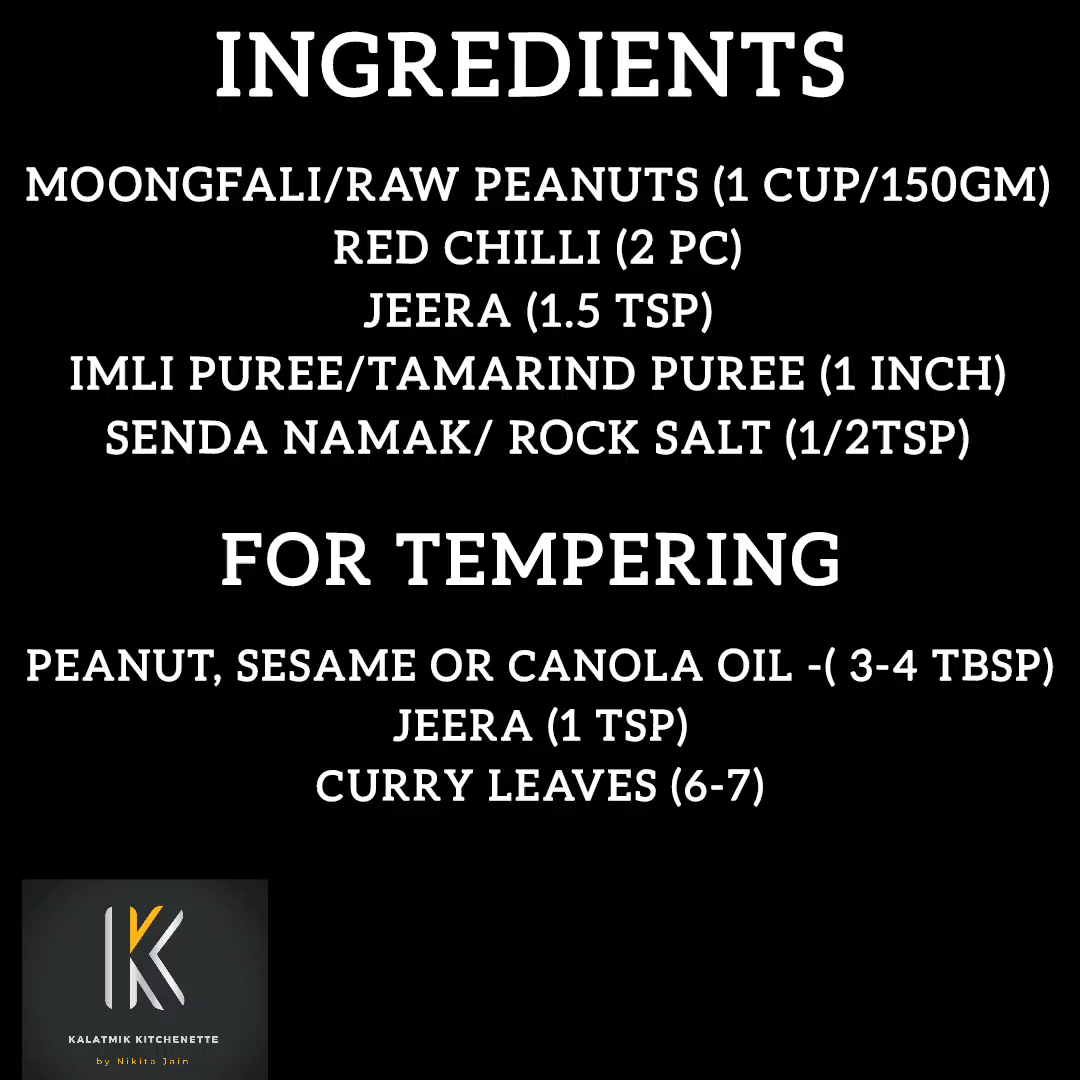 INGREDIENTS
MOONGFALI/RAW PEANUTS (1 CUP/150GM)
RED CHILLI (2 PC)
JEERA (1.5 TSP)
IMLI PUREE/TAMARIND PUREE (1 INCH)
SENDA NAMAK/ ROCK SALT (1/2TSP)
FOR TEMPERING
PEANUT, SESAME OR CANOLA OIL -( 3-4 TBSP)
JEERA (1 TSP)
CURRY LEAVES (6-7)
KALATMIK KITCHENETTE
by Nikita Jain